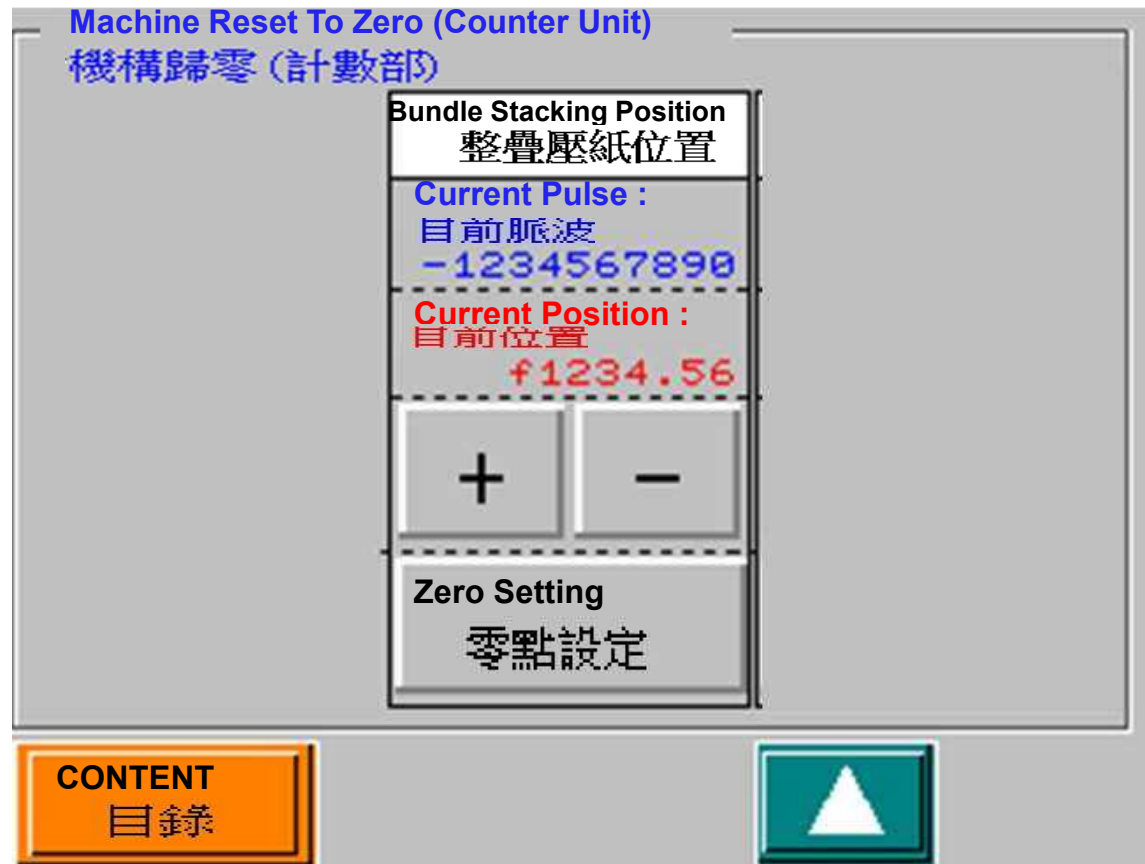 Machine Reset To Zero (Counter Unit)
機構歸零 (計數部)
Bundle Stacking Position
整疊壓紙位置
Current Pulse :
目前脈波
-1234567890
Current Position :
目前位置
f1234.56
+ -
Zero Setting
零點設定
CONTENT
目錄